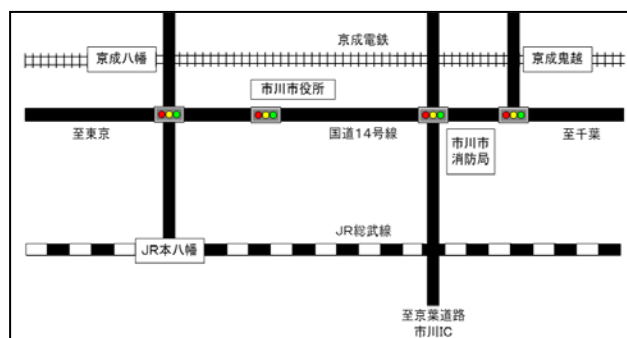 京成電鉄
京成八幡
京成鬼越
市川市役所
至東京
国道14号線
市川市
消防局
至千葉
JR総武線
JR本八幡
至京葉道路
市川IC